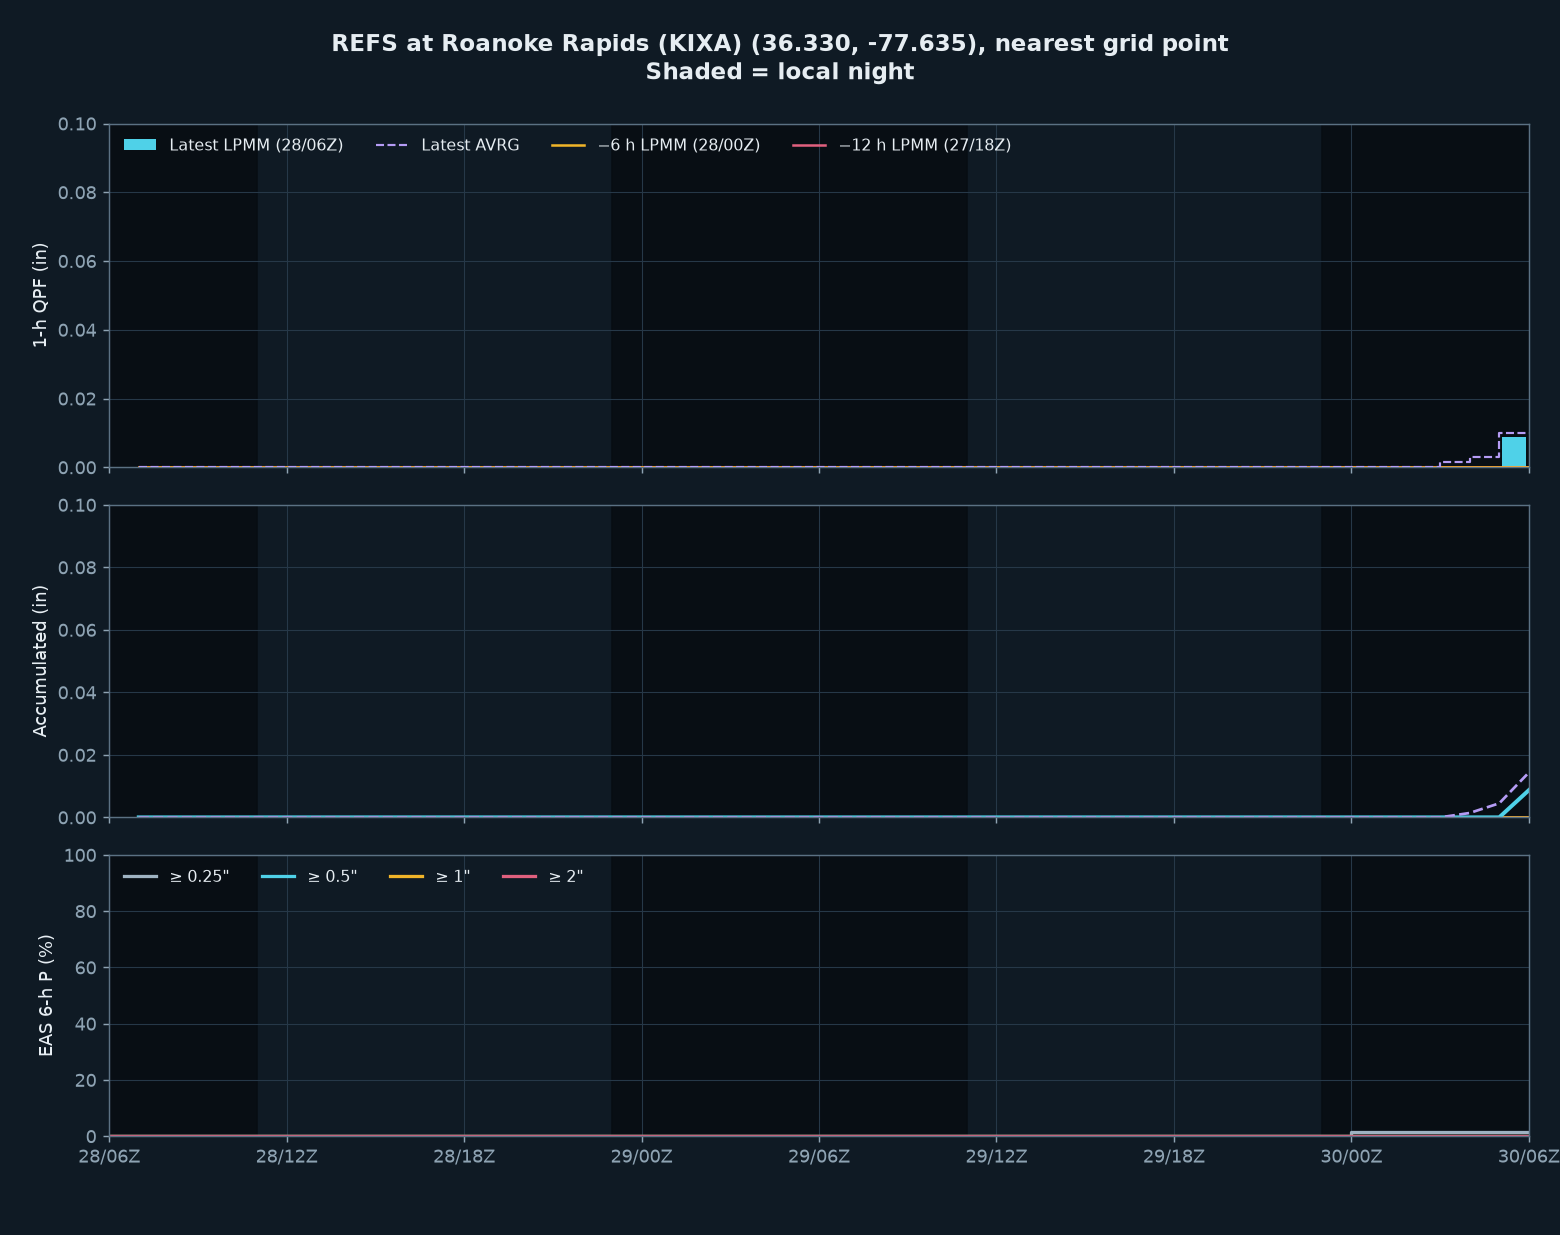 REFS at Roanoke Rapids (KIXA) (36.330, -77.635), nearest grid point
Shaded = local night
Latest LPMM (28/06Z) Latest AVRG −6 h LPMM (28/00Z) −12 h LPMM (27/18Z)
1-h QPF (in)
0.10
0.08
0.06
0.04
0.02
0.00
Accumulated (in)
0.10
0.08
0.06
0.04
0.02
0.00
≥ 0.25" ≥ 0.5" ≥ 1" ≥ 2"
EAS 6-h P (%)
100
80
60
40
20
0
28/06Z 28/12Z 28/18Z 29/00Z 29/06Z 29/12Z 29/18Z 30/00Z 30/06Z